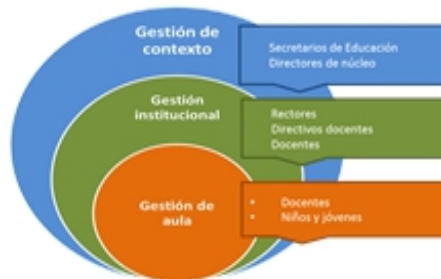 Gestión de
contexto
Secretarios de Educación
Directores de núcleo
Gestión
institucional
Rectores
Directivos docentes
Docentes
Gestión de
aula
• Docentes
• Niños y jóvenes